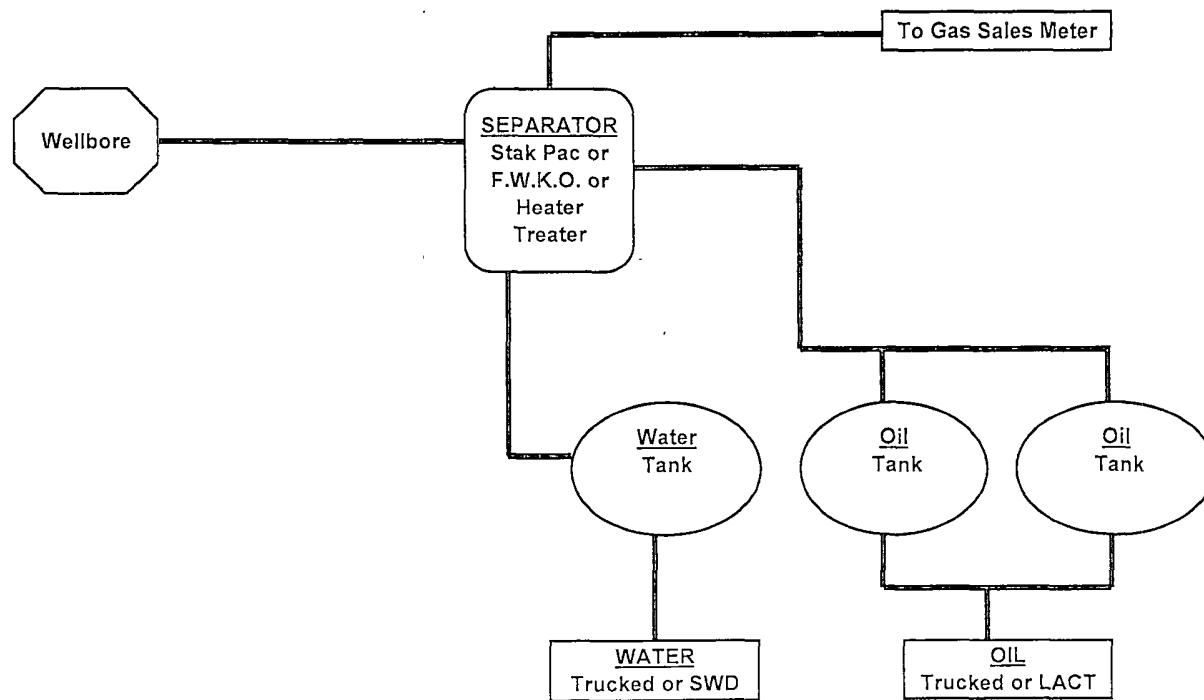 To Gas Sales Meter
Wellbore
SEPARATOR
Stak Pac or
F.W.K.O. or
Heater
Treater
Water
Tank
Oil
Tank
Oil
Tank
WATER
Trucked or SWD
OIL
Trucked or LACT